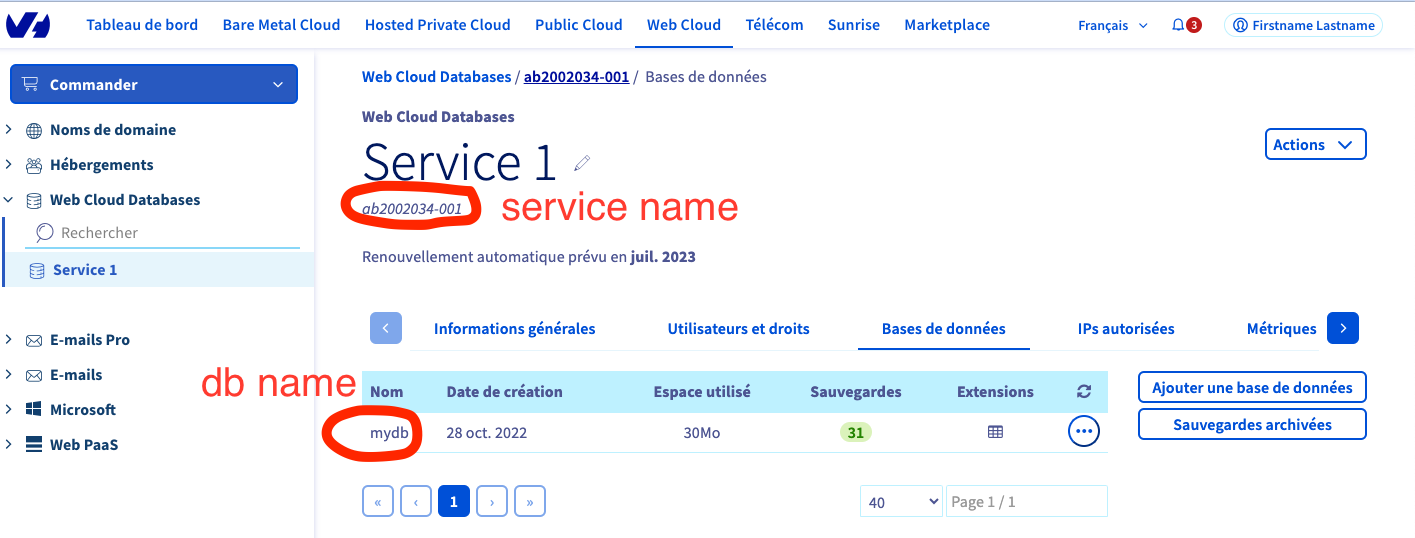 Tableau de bord Bare Metal Cloud Hosted Private Cloud Public Cloud Web Cloud Télécom Sunrise Marketplace Français 3 Firstname Lastname
Commander
Noms de domaine
Hébergements
Web Cloud Databases
Rechercher
Service 1
E-mails Pro
E-mails
Microsoft
Web PaaS
Web Cloud Databases / ab2002034-001 / Bases de données
Web Cloud Databases
Service 1
Actions
ab2002034-001 service name
Renouvellement automatique prévu en juil. 2023
< Informations générales Utilisateurs et droits Bases de données IPs autorisées Métriques >
db name
Nom Date de création Espace utilisé Sauvegardes Extensions
mydb 28 oct. 2022 30Mo 31 ...
Ajouter une base de données
Sauvegardes archivées
« ‹ 1 › » 40 Page 1 / 1